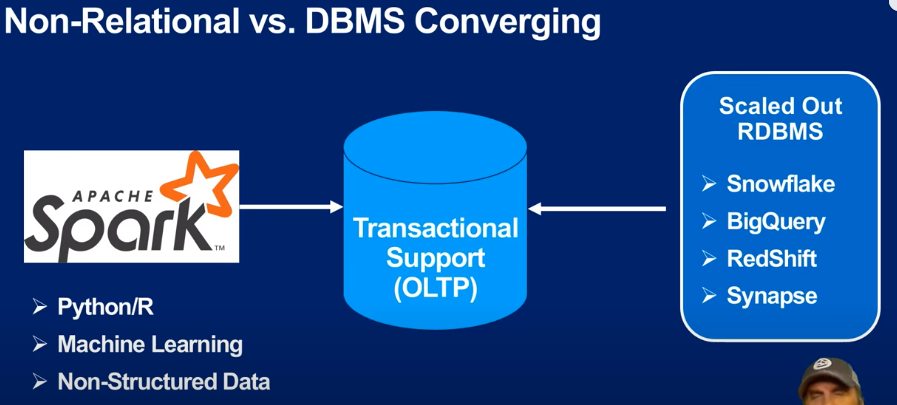 Non-Relational vs. DBMS Converging
APACHE
Spark™
Python/R
Machine Learning
Non-Structured Data
Transactional
Support
(OLTP)
Scaled Out
RDBMS
Snowflake
BigQuery
RedShift
Synapse